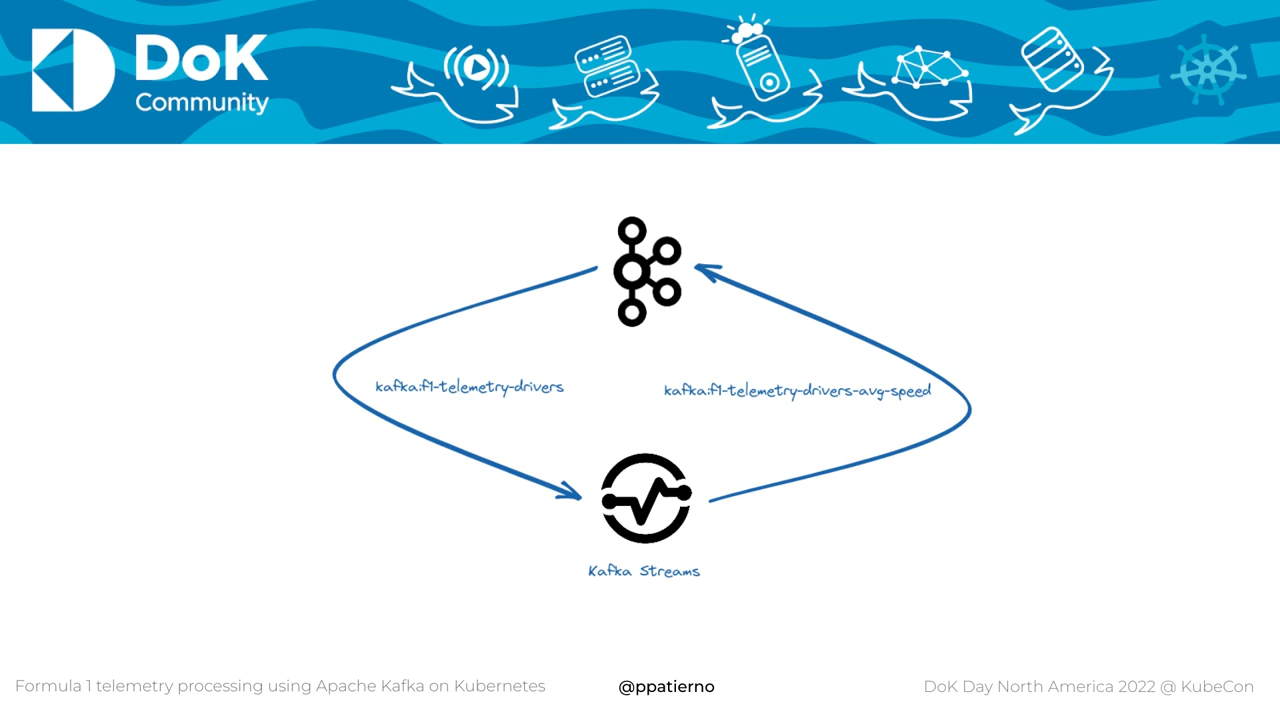 DoK
Community
kafka:f1-telemetry-drivers
kafka:f1-telemetry-drivers-avg-speed
Kafka Streams
Formula 1 telemetry processing using Apache Kafka on Kubernetes
@ppatierno
DoK Day North America 2022 @ KubeCon